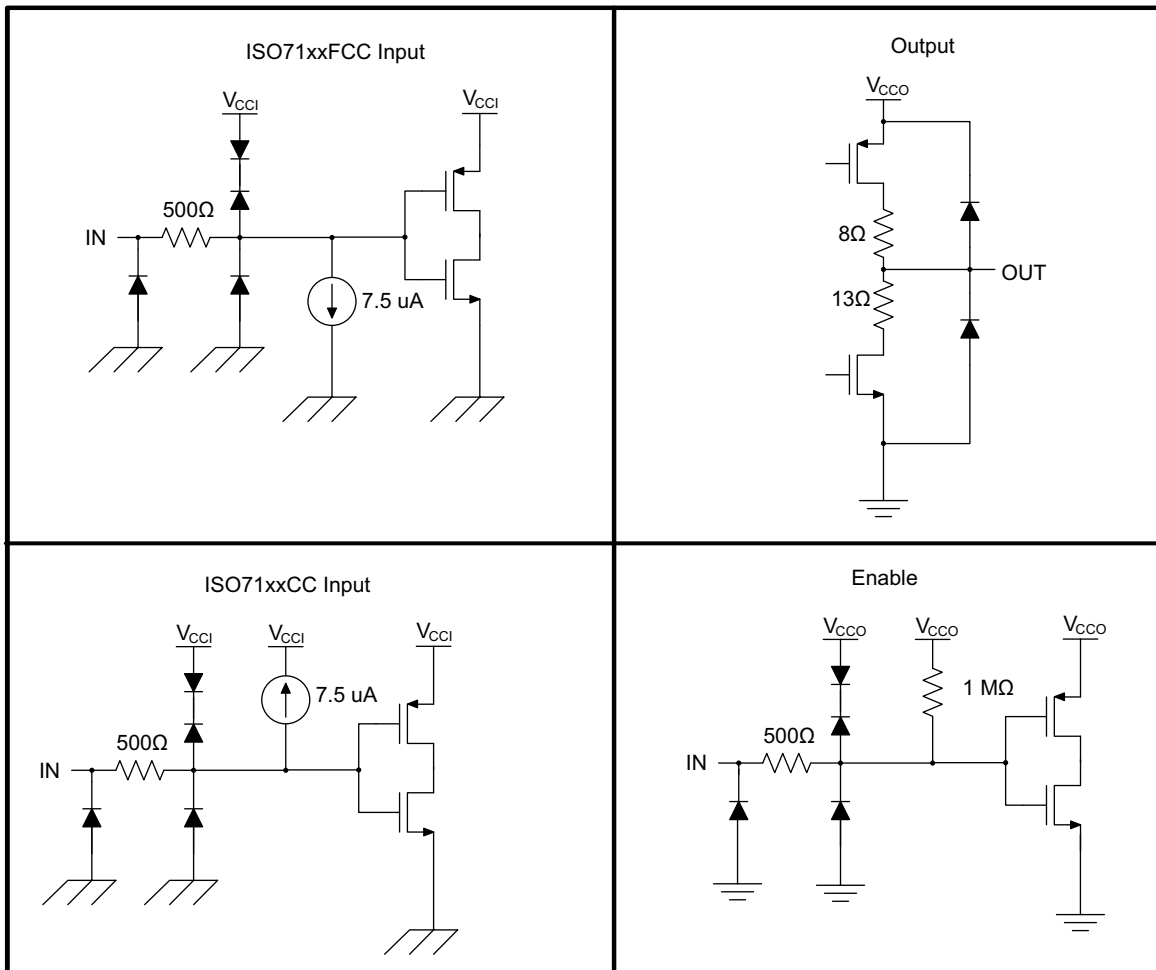 ISO71xxFCC Input
V_CCI
V_CCI
500Ω
IN
7.5 uA
Output
V_CCO
8Ω
13Ω
OUT
ISO71xxCC Input
V_CCI
V_CCI
V_CCI
7.5 uA
500Ω
IN
Enable
V_CCO
V_CCO
V_CCO
1 MΩ
500Ω
IN